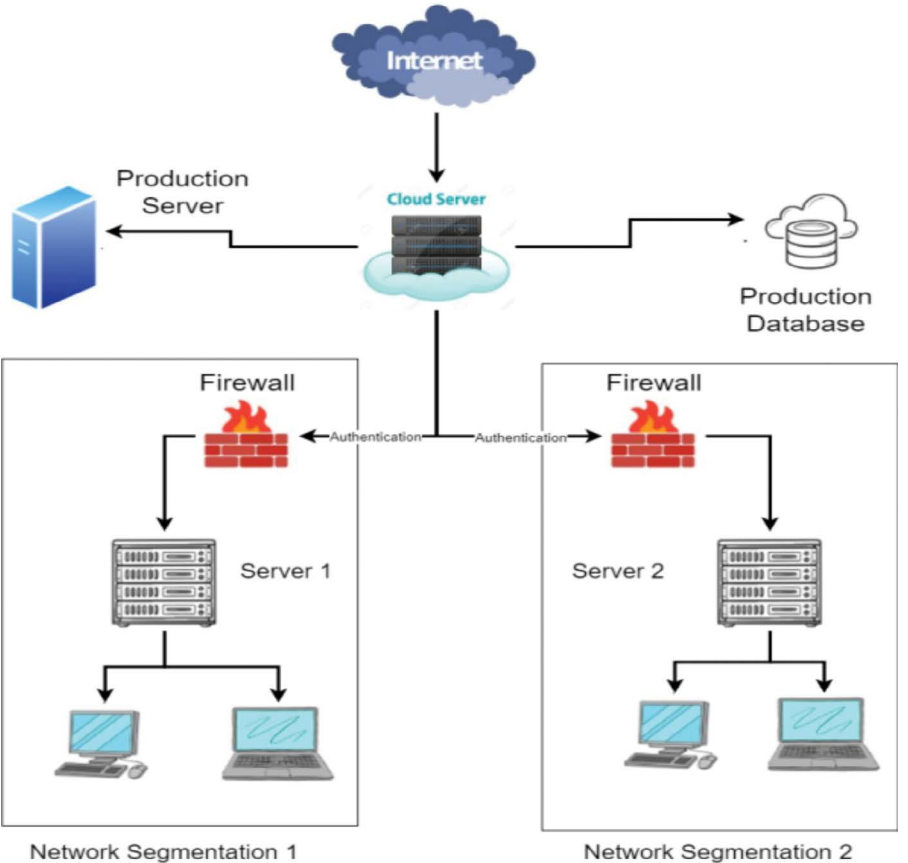 Internet
Cloud Server
Production
Server
Production
Database
Firewall
Firewall
Authentication
Authentication
Server 1
Server 2
Network Segmentation 1
Network Segmentation 2